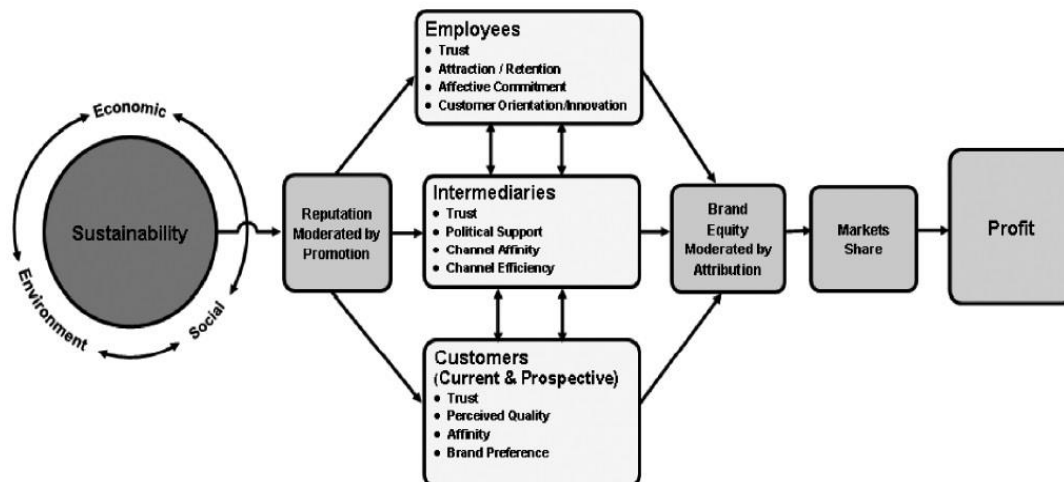 Economic
Sustainability
Environment
Social
Reputation
Moderated by
Promotion
Employees
• Trust
• Attraction / Retention
• Affective Commitment
• Customer Orientation/Innovation
Intermediaries
• Trust
• Political Support
• Channel Affinity
• Channel Efficiency
Customers
(Current & Prospective)
• Trust
• Perceived Quality
• Affinity
• Brand Preference
Brand
Equity
Moderated by
Attribution
Markets
Share
Profit